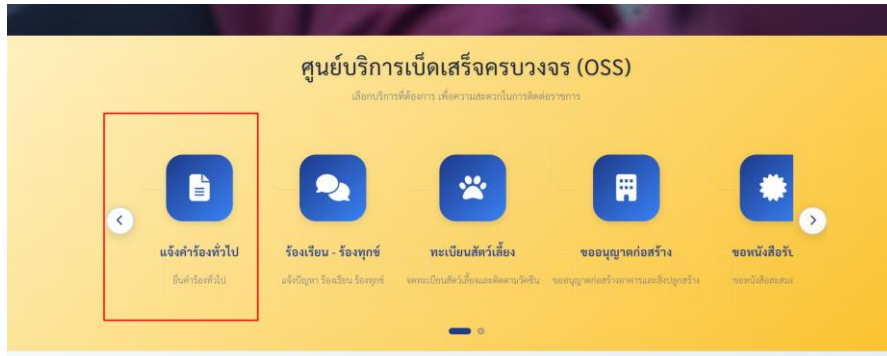 ศูนย์บริการเบ็ดเสร็จครบวงจร (OSS)
เลือกบริการที่ต้องการ เพื่อความสะดวกในการติดต่อราชการ
แจ้งคำร้องทั่วไป
ยื่นคำร้องทั่วไป
ร้องเรียน - ร้องทุกข์
แจ้งปัญหา ร้องเรียน ร้องทุกข์
ทะเบียนสัตว์เลี้ยง
จดทะเบียนสัตว์เลี้ยงและติดตามวัคซีน
ขออนุญาตก่อสร้าง
ขออนุญาตก่อสร้างอาคารและสิ่งปลูกสร้าง
ขอหนังสือรับ